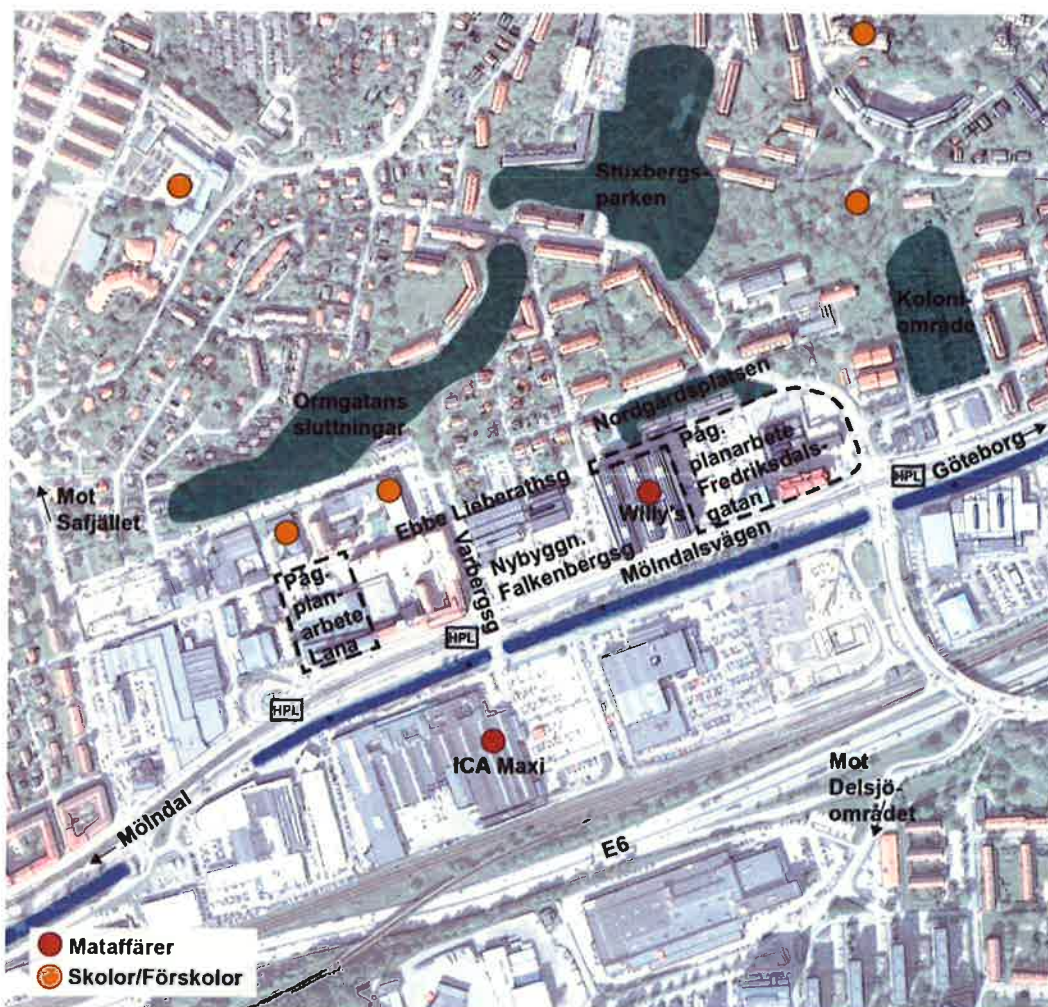 Stuxbergs-
parken
Koloni-
område
Ormgatans
sluttningar
Nordgårdsplatsen
Påg.
planarbete
Fredriksdals-
gatan
Göteborg
HPL
Mot
Safjället
Ebbe Lieberathsg
Willy's
Nybyggn.
Falkenbergsg
Mölndalsvägen
Varbergsg
Påg.
plan-
arbete
Lana
HPL
HPL
ICA Maxi
Mot
Delsjö-
området
Mölndal
E6
Mataffärer
Skolor/Förskolor